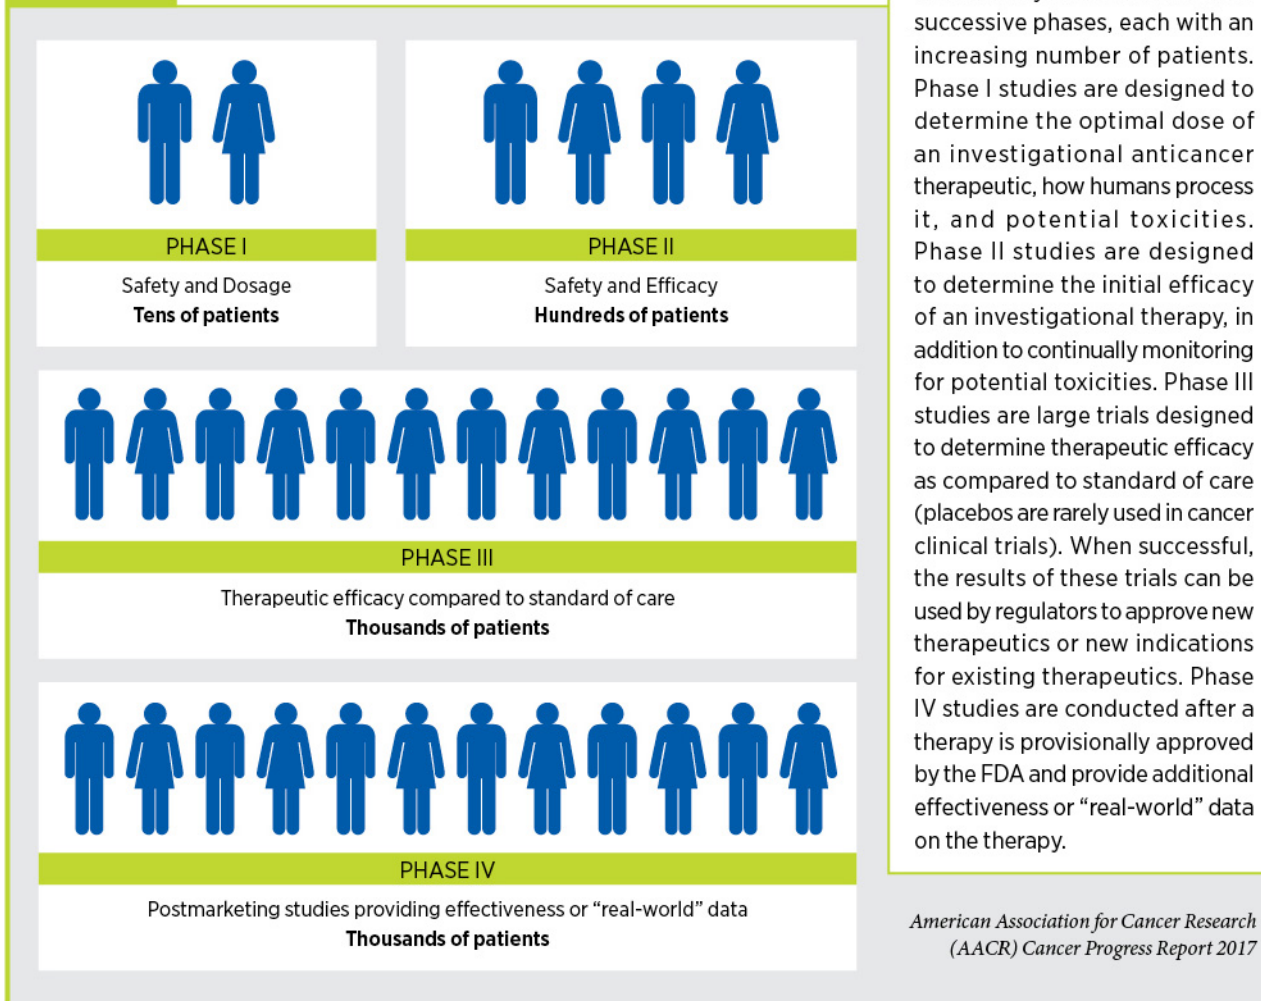 PHASE I
Safety and Dosage
Tens of patients
PHASE II
Safety and Efficacy
Hundreds of patients
PHASE III
Therapeutic efficacy compared to standard of care
Thousands of patients
PHASE IV
Postmarketing studies providing effectiveness or “real-world” data
Thousands of patients
successive phases, each with an
increasing number of patients.
Phase I studies are designed to
determine the optimal dose of
an investigational anticancer
therapeutic, how humans process
it, and potential toxicities.
Phase II studies are designed
to determine the initial efficacy
of an investigational therapy, in
addition to continually monitoring
for potential toxicities. Phase III
studies are large trials designed
to determine therapeutic efficacy
as compared to standard of care
(placebos are rarely used in cancer
clinical trials). When successful,
the results of these trials can be
used by regulators to approve new
therapeutics or new indications
for existing therapeutics. Phase
IV studies are conducted after a
therapy is provisionally approved
by the FDA and provide additional
effectiveness or “real-world” data
on the therapy.
American Association for Cancer Research
(AACR) Cancer Progress Report 2017